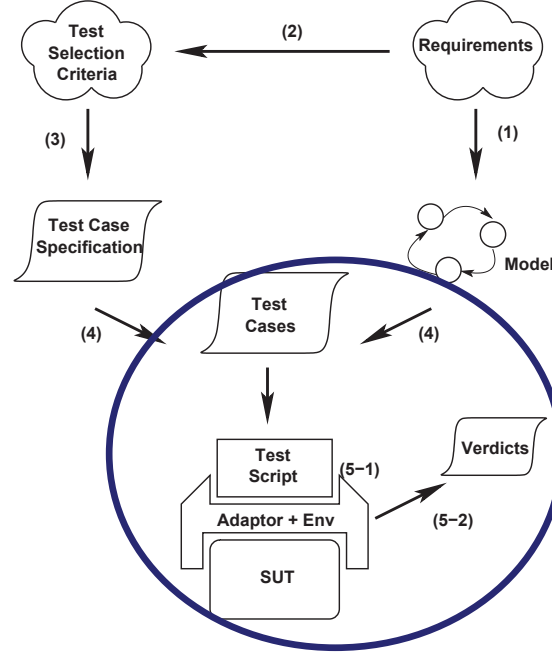 Test
Selection
Criteria
(2)
Requirements
(3)
(1)
Test Case
Specification
Model
(4)
Test
Cases
(4)
Test
Script
(5−1)
Verdicts
Adaptor + Env
(5−2)
SUT